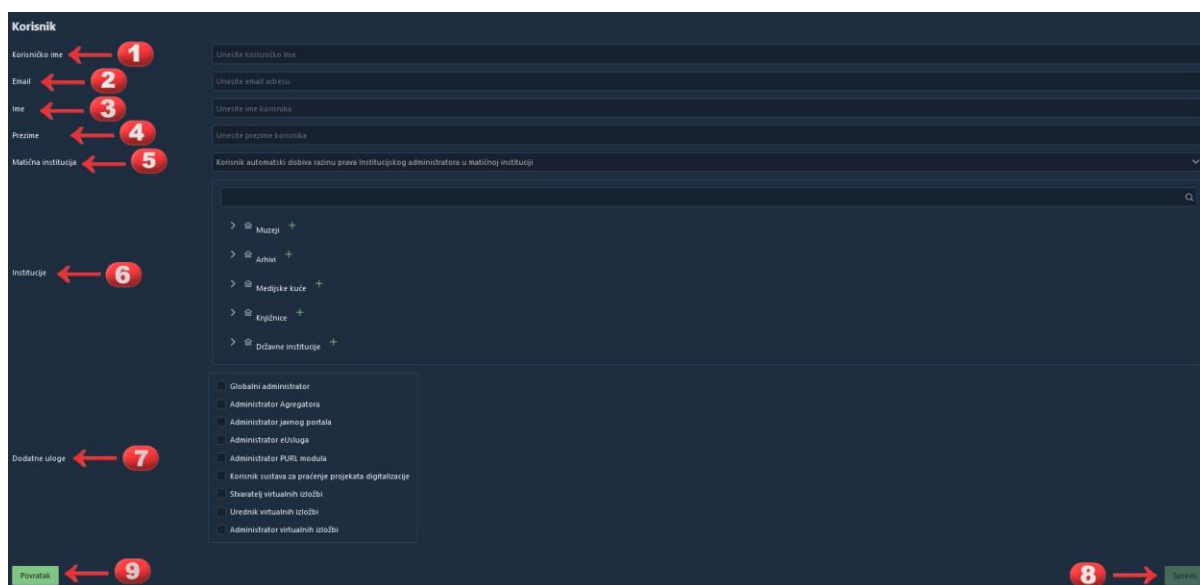 Korisnik
Korisničko ime 1 Unesite korisničko ime
Email 2 Unesite email adresu
Ime 3 Unesite ime korisnika
Prezime 4 Unesite prezime korisnika
Matična institucija 5 Korisnik automatski dobiva razinu prava Institucijskog administratora u matičnoj instituciji
Muzeji +
Arhivi +
Institucije 6 Medijske kuće +
Knjižnice +
Državne institucije +
Globalni administrator
Administrator Agregatora
Administrator javnog portala
Administrator eUsluga
Dodatne uloge 7 Administrator PURL modula
Korisnik sustava za praćenje projekata digitalizacije
Stvaratelj virtualnih izložbi
Urednik virtualnih izložbi
Administrator virtualnih izložbi
Povratak 9 8 Spremi